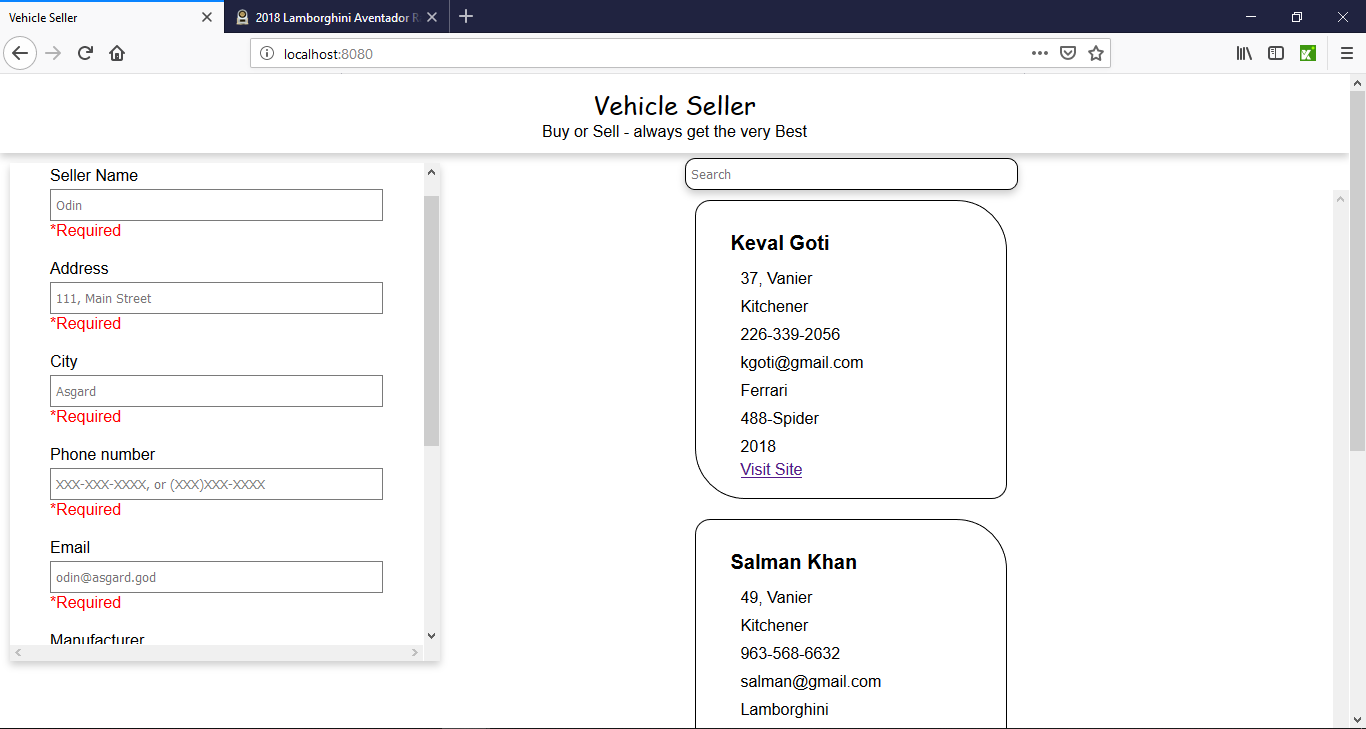 Vehicle Seller
2018 Lamborghini Aventador R
localhost:8080
Vehicle Seller
Buy or Sell - always get the very Best
Seller Name
Odin
*Required
Address
111, Main Street
*Required
City
Asgard
*Required
Phone number
XXX-XXX-XXXX, or (XXX)XXX-XXXX
*Required
Email
odin@asgard.god
*Required
Manufacturer
Search
Keval Goti
37, Vanier
Kitchener
226-339-2056
kgoti@gmail.com
Ferrari
488-Spider
2018
Visit Site
Salman Khan
49, Vanier
Kitchener
963-568-6632
salman@gmail.com
Lamborghini